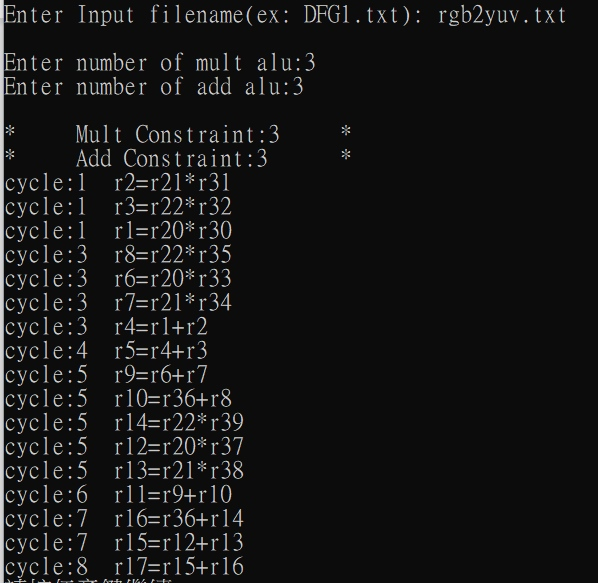 Enter Input filename(ex: DFG1.txt): rgb2yuv.txt
Enter number of mult alu:3
Enter number of add alu:3
* Mult Constraint:3 *
* Add Constraint:3 *
cycle:1 r2=r21*r31
cycle:1 r3=r22*r32
cycle:1 r1=r20*r30
cycle:3 r8=r22*r35
cycle:3 r6=r20*r33
cycle:3 r7=r21*r34
cycle:3 r4=r1+r2
cycle:4 r5=r4+r3
cycle:5 r9=r6+r7
cycle:5 r10=r36+r8
cycle:5 r14=r22*r39
cycle:5 r12=r20*r37
cycle:5 r13=r21*r38
cycle:6 r11=r9+r10
cycle:7 r16=r36+r14
cycle:7 r15=r12+r13
cycle:8 r17=r15+r16